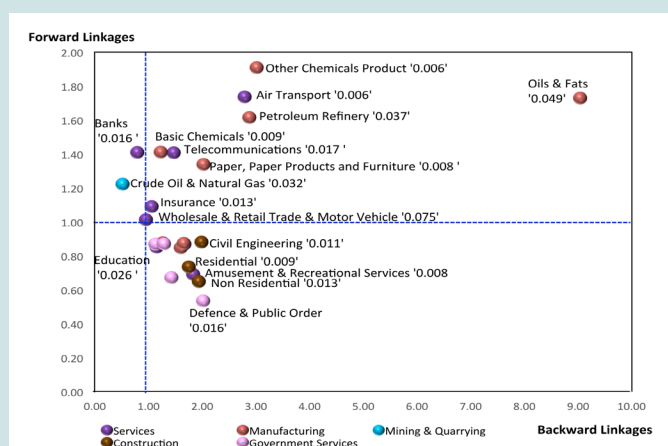 Forward Linkages
2.00
1.80
1.60
1.40
1.20
1.00
0.80
0.60
0.40
0.20
0.00
Other Chemicals Product '0.006'
Oils & Fats
'0.049'
Air Transport '0.006'
Petroleum Refinery '0.037'
Banks
'0.016 '
Basic Chemicals '0.009'
Telecommunications '0.017 '
Paper, Paper Products and Furniture '0.008 '
Crude Oil & Natural Gas '0.032'
Insurance '0.013'
Wholesale & Retail Trade & Motor Vehicle '0.075'
Civil Engineering '0.011'
Education
'0.026 '
Residential '0.009'
Amusement & Recreational Services '0.008
Non Residential '0.013'
Defence & Public Order
'0.016'
0.00 1.00 2.00 3.00 4.00 5.00 6.00 7.00 8.00 9.00 10.00
Services Manufacturing Mining & Quarrying
Backward Linkages
Construction Government Services